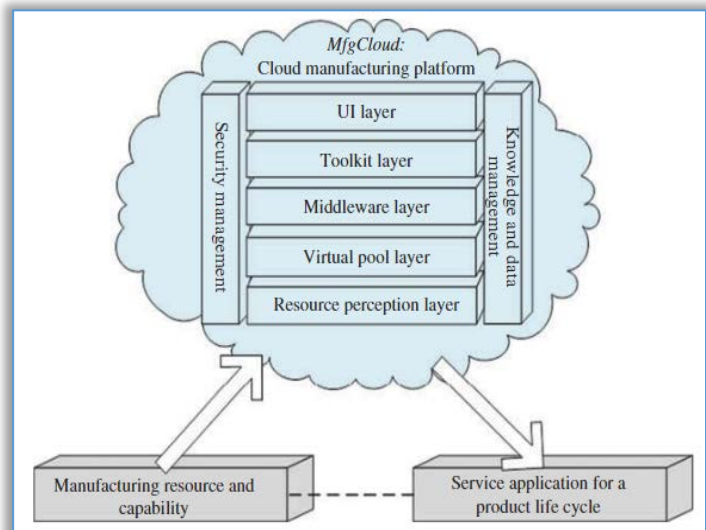 MfgCloud:
Cloud manufacturing platform
Security management
UI layer
Toolkit layer
Middleware layer
Virtual pool layer
Resource perception layer
Knowledge and data
management
Manufacturing resource and
capability
Service application for a
product life cycle